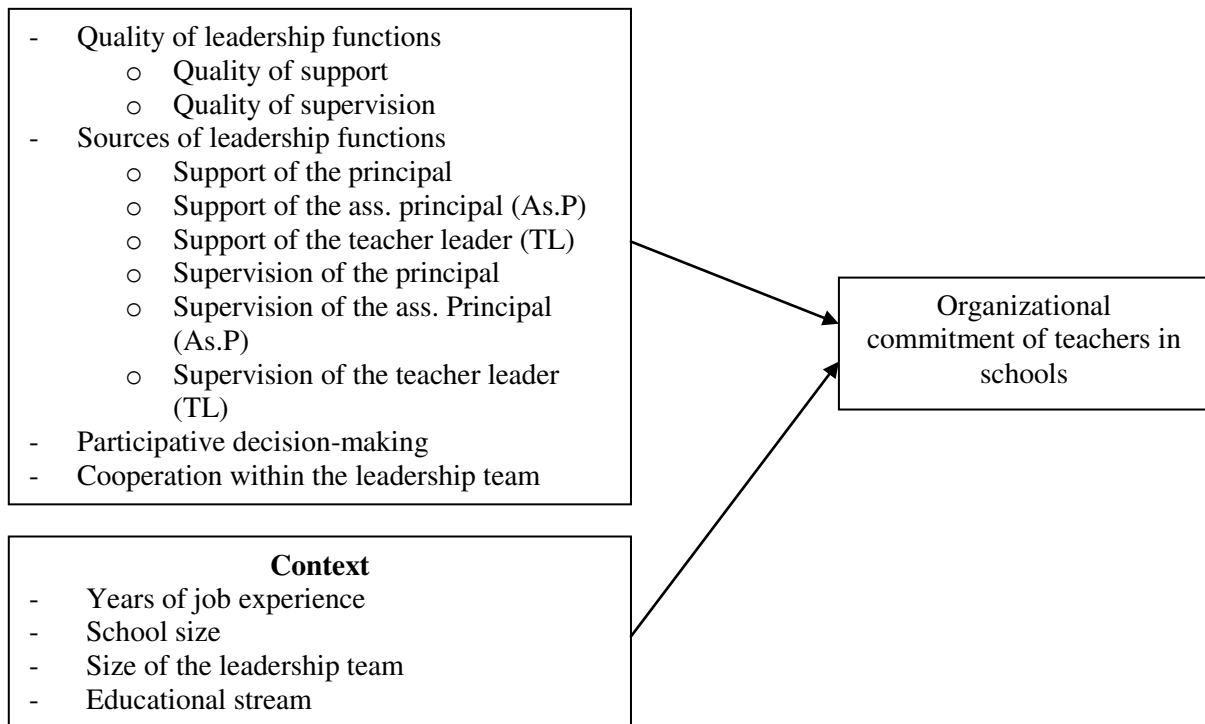 - Quality of leadership functions
o Quality of support
o Quality of supervision
- Sources of leadership functions
o Support of the principal
o Support of the ass. principal (As.P)
o Support of the teacher leader (TL)
o Supervision of the principal
o Supervision of the ass. Principal
(As.P)
o Supervision of the teacher leader
(TL)
- Participative decision-making
- Cooperation within the leadership team
Organizational
commitment of teachers in
schools
Context
- Years of job experience
- School size
- Size of the leadership team
- Educational stream